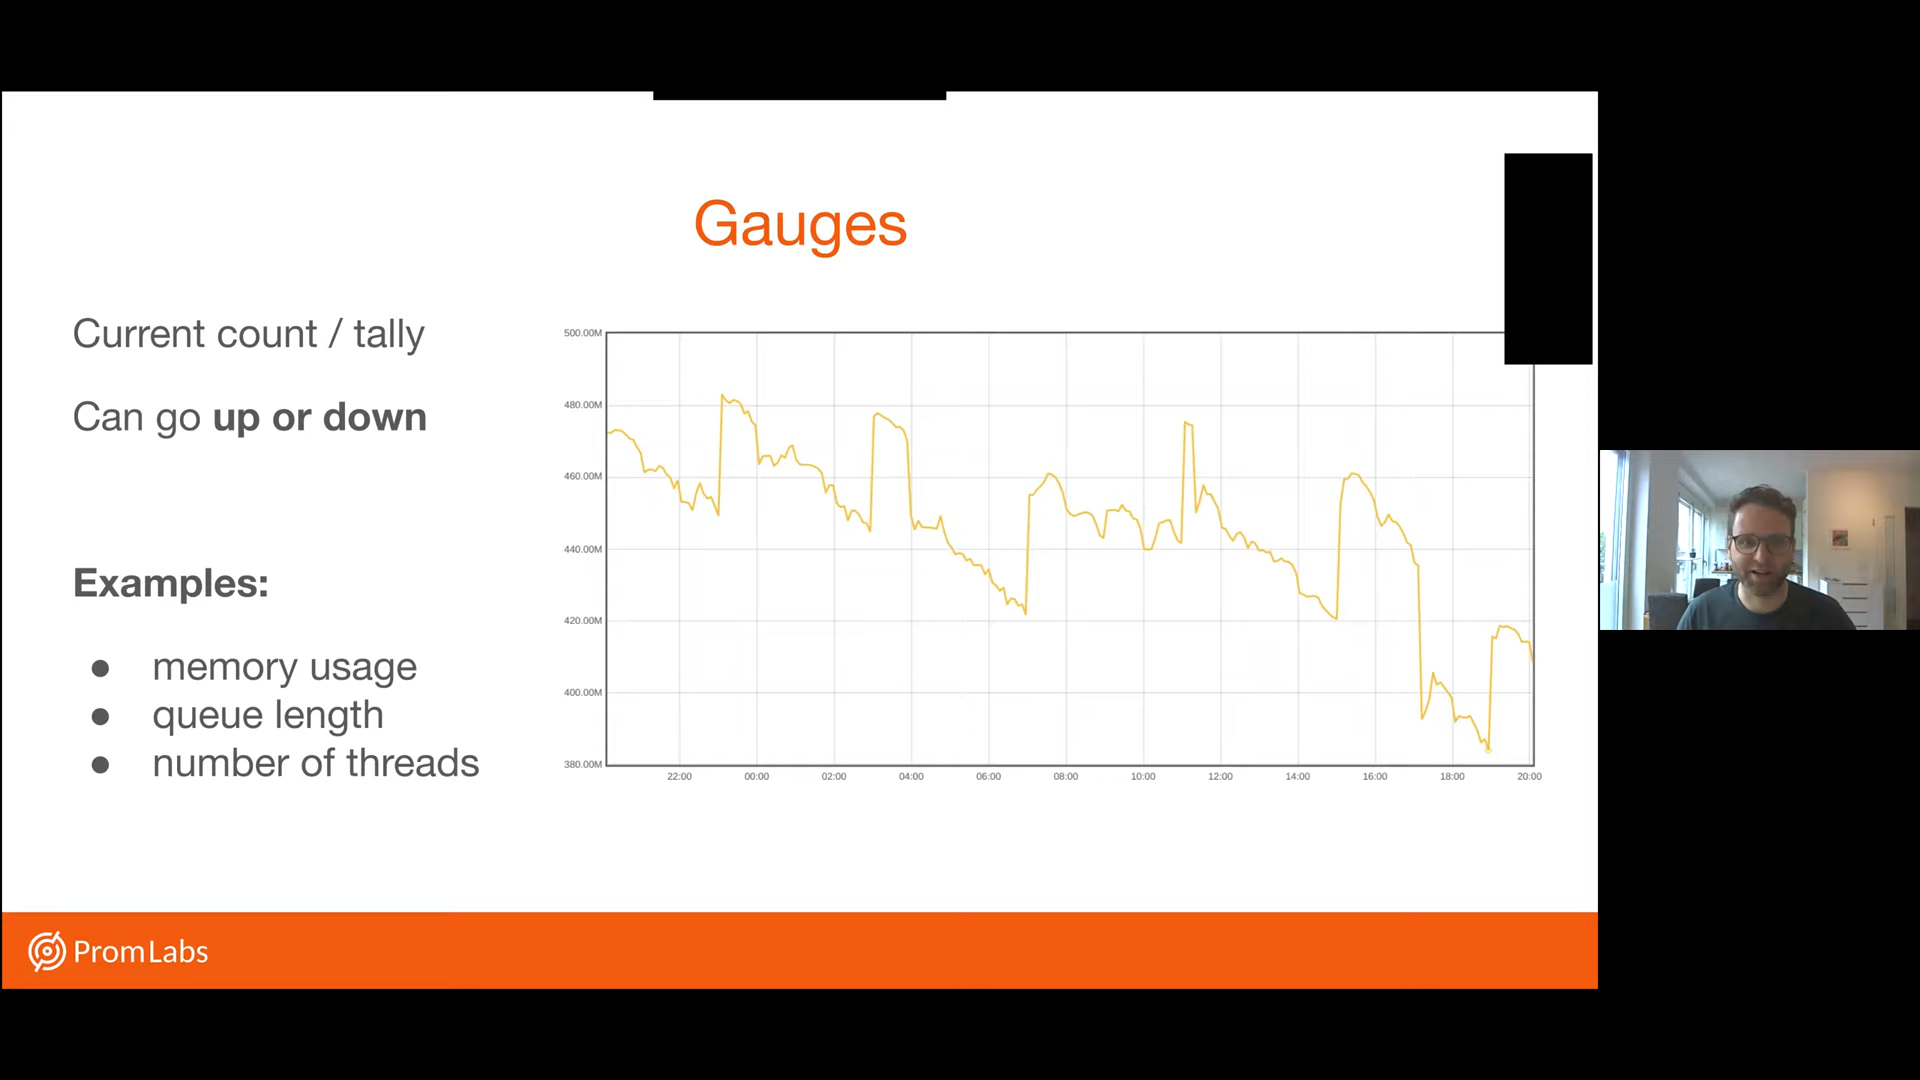 Gauges
Current count / tally
Can go up or down
Examples:
● memory usage
● queue length
● number of threads
500.00M
480.00M
460.00M
440.00M
420.00M
400.00M
380.00M
22:00 00:00 02:00 04:00 06:00 08:00 10:00 12:00 14:00 16:00 18:00 20:00
PromLabs